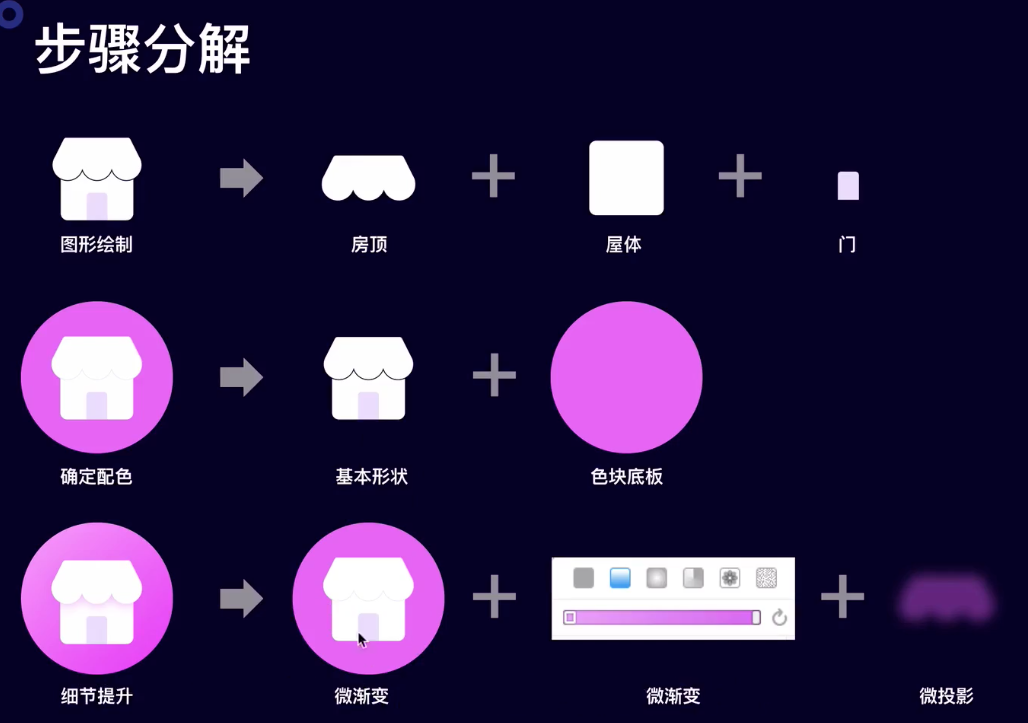 步骤分解
图形绘制
房顶
屋体
门
确定配色
基本形状
色块底板
细节提升
微渐变
微渐变
微投影